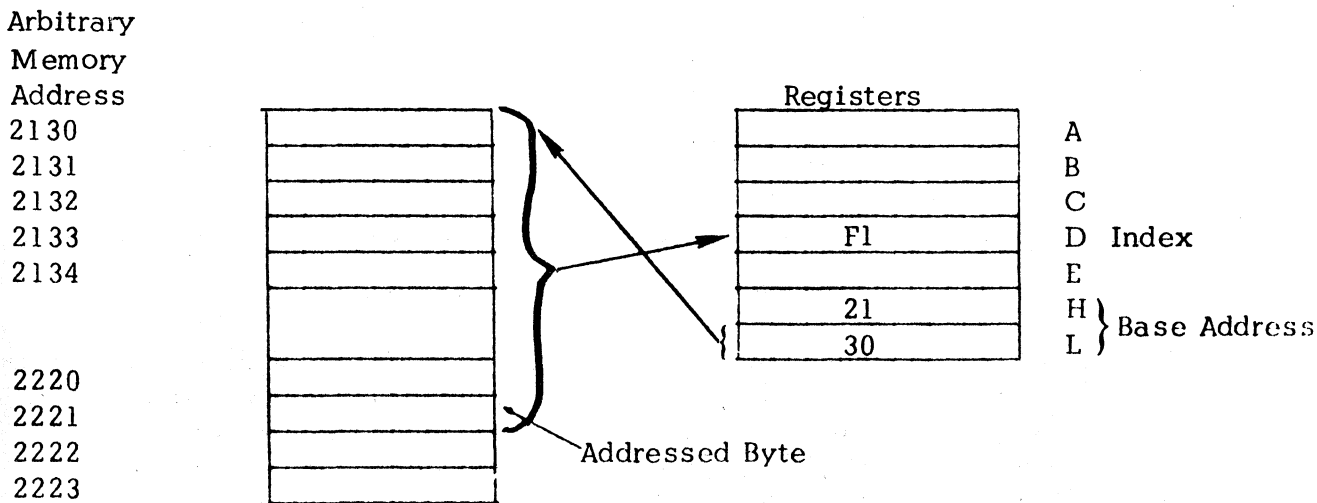 Arbitrary
Memory
Address
2130
2131
2132
2133
2134
2220
2221
2222
2223
Addressed Byte
Registers
A
B
C
F1 D Index
E
21 H
30 L
Base Address